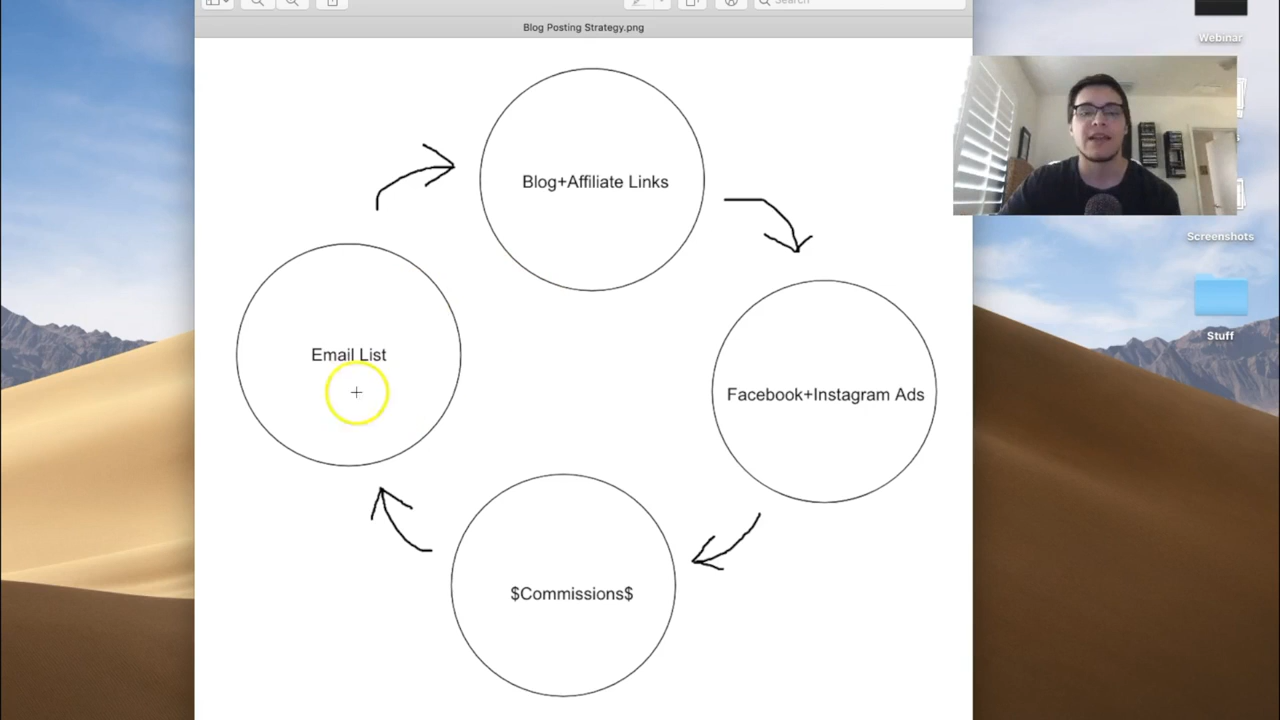 Search
Blog Posting Strategy.png
Webinar
Blog+Affiliate Links
Screenshots
Stuff
Email List
Facebook+Instagram Ads
$Commissions$